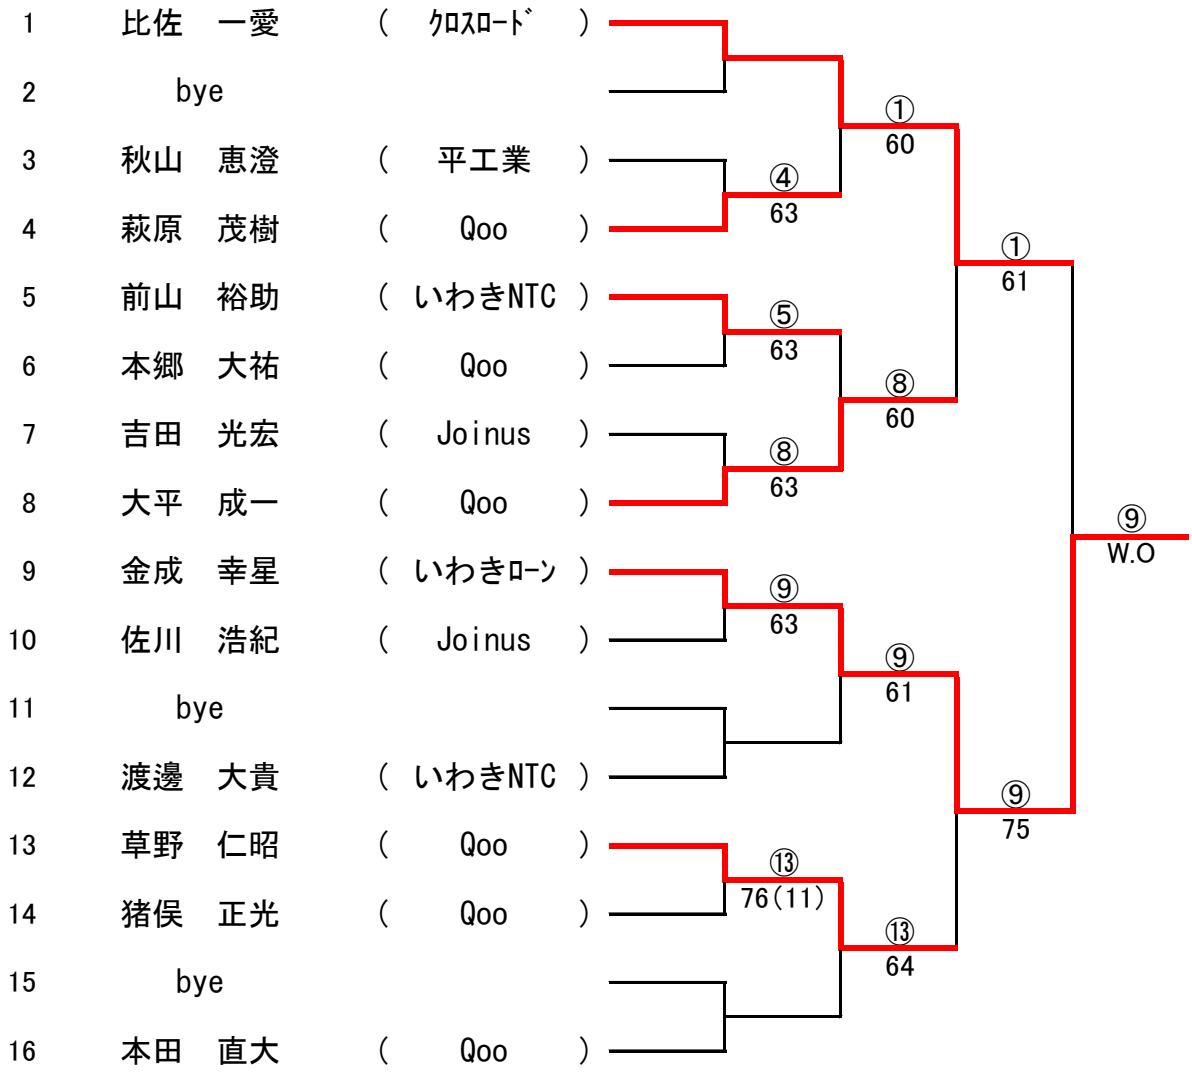 1 比佐 一愛 ( ｸﾛｽﾛｰﾄﾞ )
2 bye
①
60
3 秋山 恵澄 ( 平工業 )
④
63
4 萩原 茂樹 ( Qoo )
①
61
5 前山 裕助 ( いわきNTC )
⑤
63
6 本郷 大祐 ( Qoo )
⑧
60
7 吉田 光宏 ( Joinus )
⑧
63
8 大平 成一 ( Qoo )
⑨
W.O
9 金成 幸星 ( いわきﾛｰﾝ )
⑨
63
10 佐川 浩紀 ( Joinus )
⑨
61
11 bye
12 渡邊 大貴 ( いわきNTC )
⑨
75
13 草野 仁昭 ( Qoo )
⑬
76(11)
14 猪俣 正光 ( Qoo )
⑬
64
15 bye
16 本田 直大 ( Qoo )